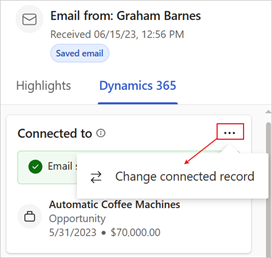 Email from: Graham Barnes
Received 06/15/23, 12:56 PM
Saved email
Highlights
Dynamics 365
Connected to
...
Email s
Change connected record
Automatic Coffee Machines
Opportunity
5/31/2023 • $70,000.00